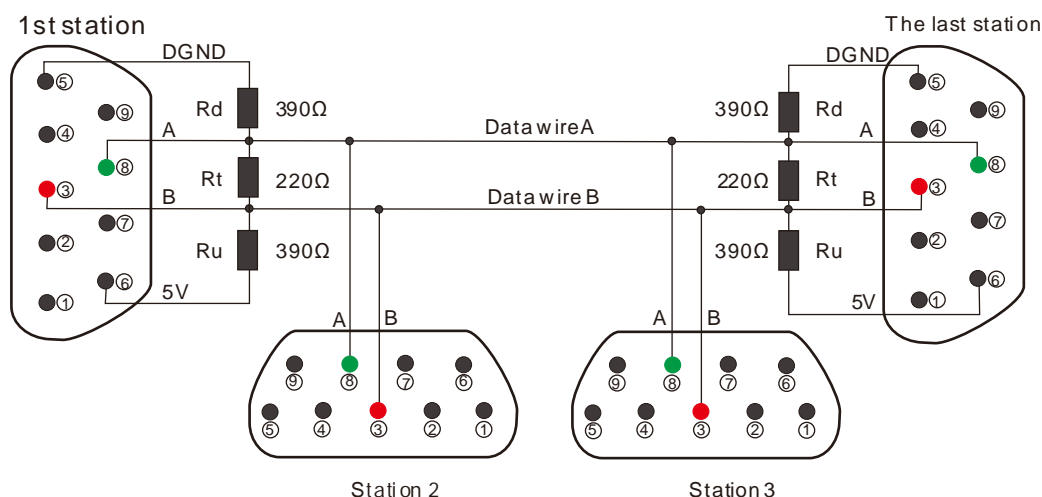 1st station
The last station
DGND
DGND
⑤
⑨
Rd
390Ω
390Ω
Rd
⑤
⑨
④
A
Data wire A
A
④
⑧
Rt
220Ω
220Ω
Rt
⑧
③
B
Data wire B
B
③
⑦
⑦
②
Ru
390Ω
390Ω
Ru
②
⑥
⑥
①
5V
5V
①
A
B
A
B
⑨
⑧
⑦
⑥
⑨
⑧
⑦
⑥
⑤
④
③
②
①
⑤
④
③
②
①
Station 2
Station 3